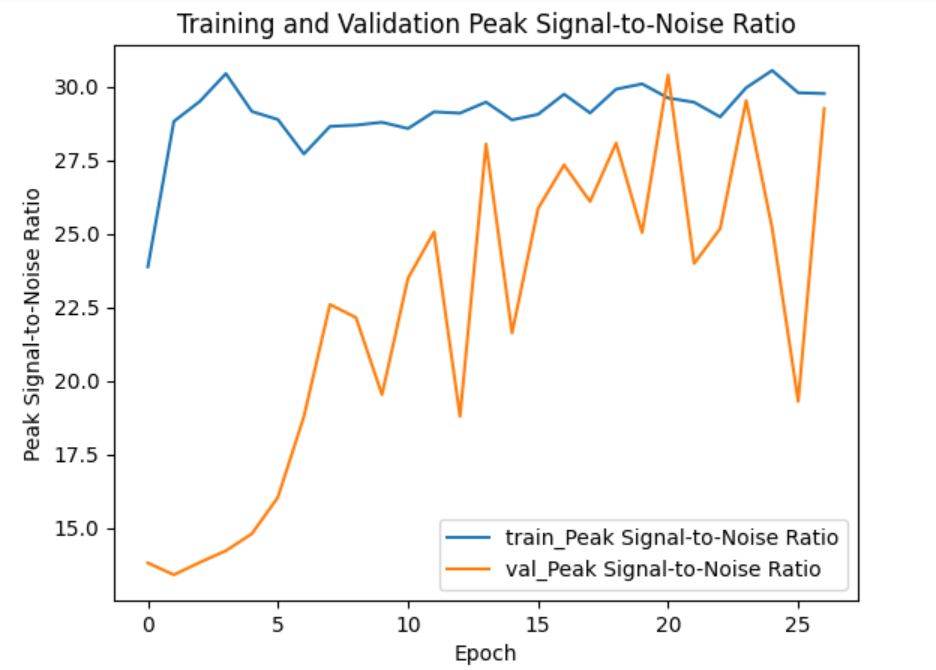 Training and Validation Peak Signal-to-Noise Ratio
Peak Signal-to-Noise Ratio
30.0
27.5
25.0
22.5
20.0
17.5
15.0
train_Peak Signal-to-Noise Ratio
val_Peak Signal-to-Noise Ratio
0 5 10 15 20 25
Epoch